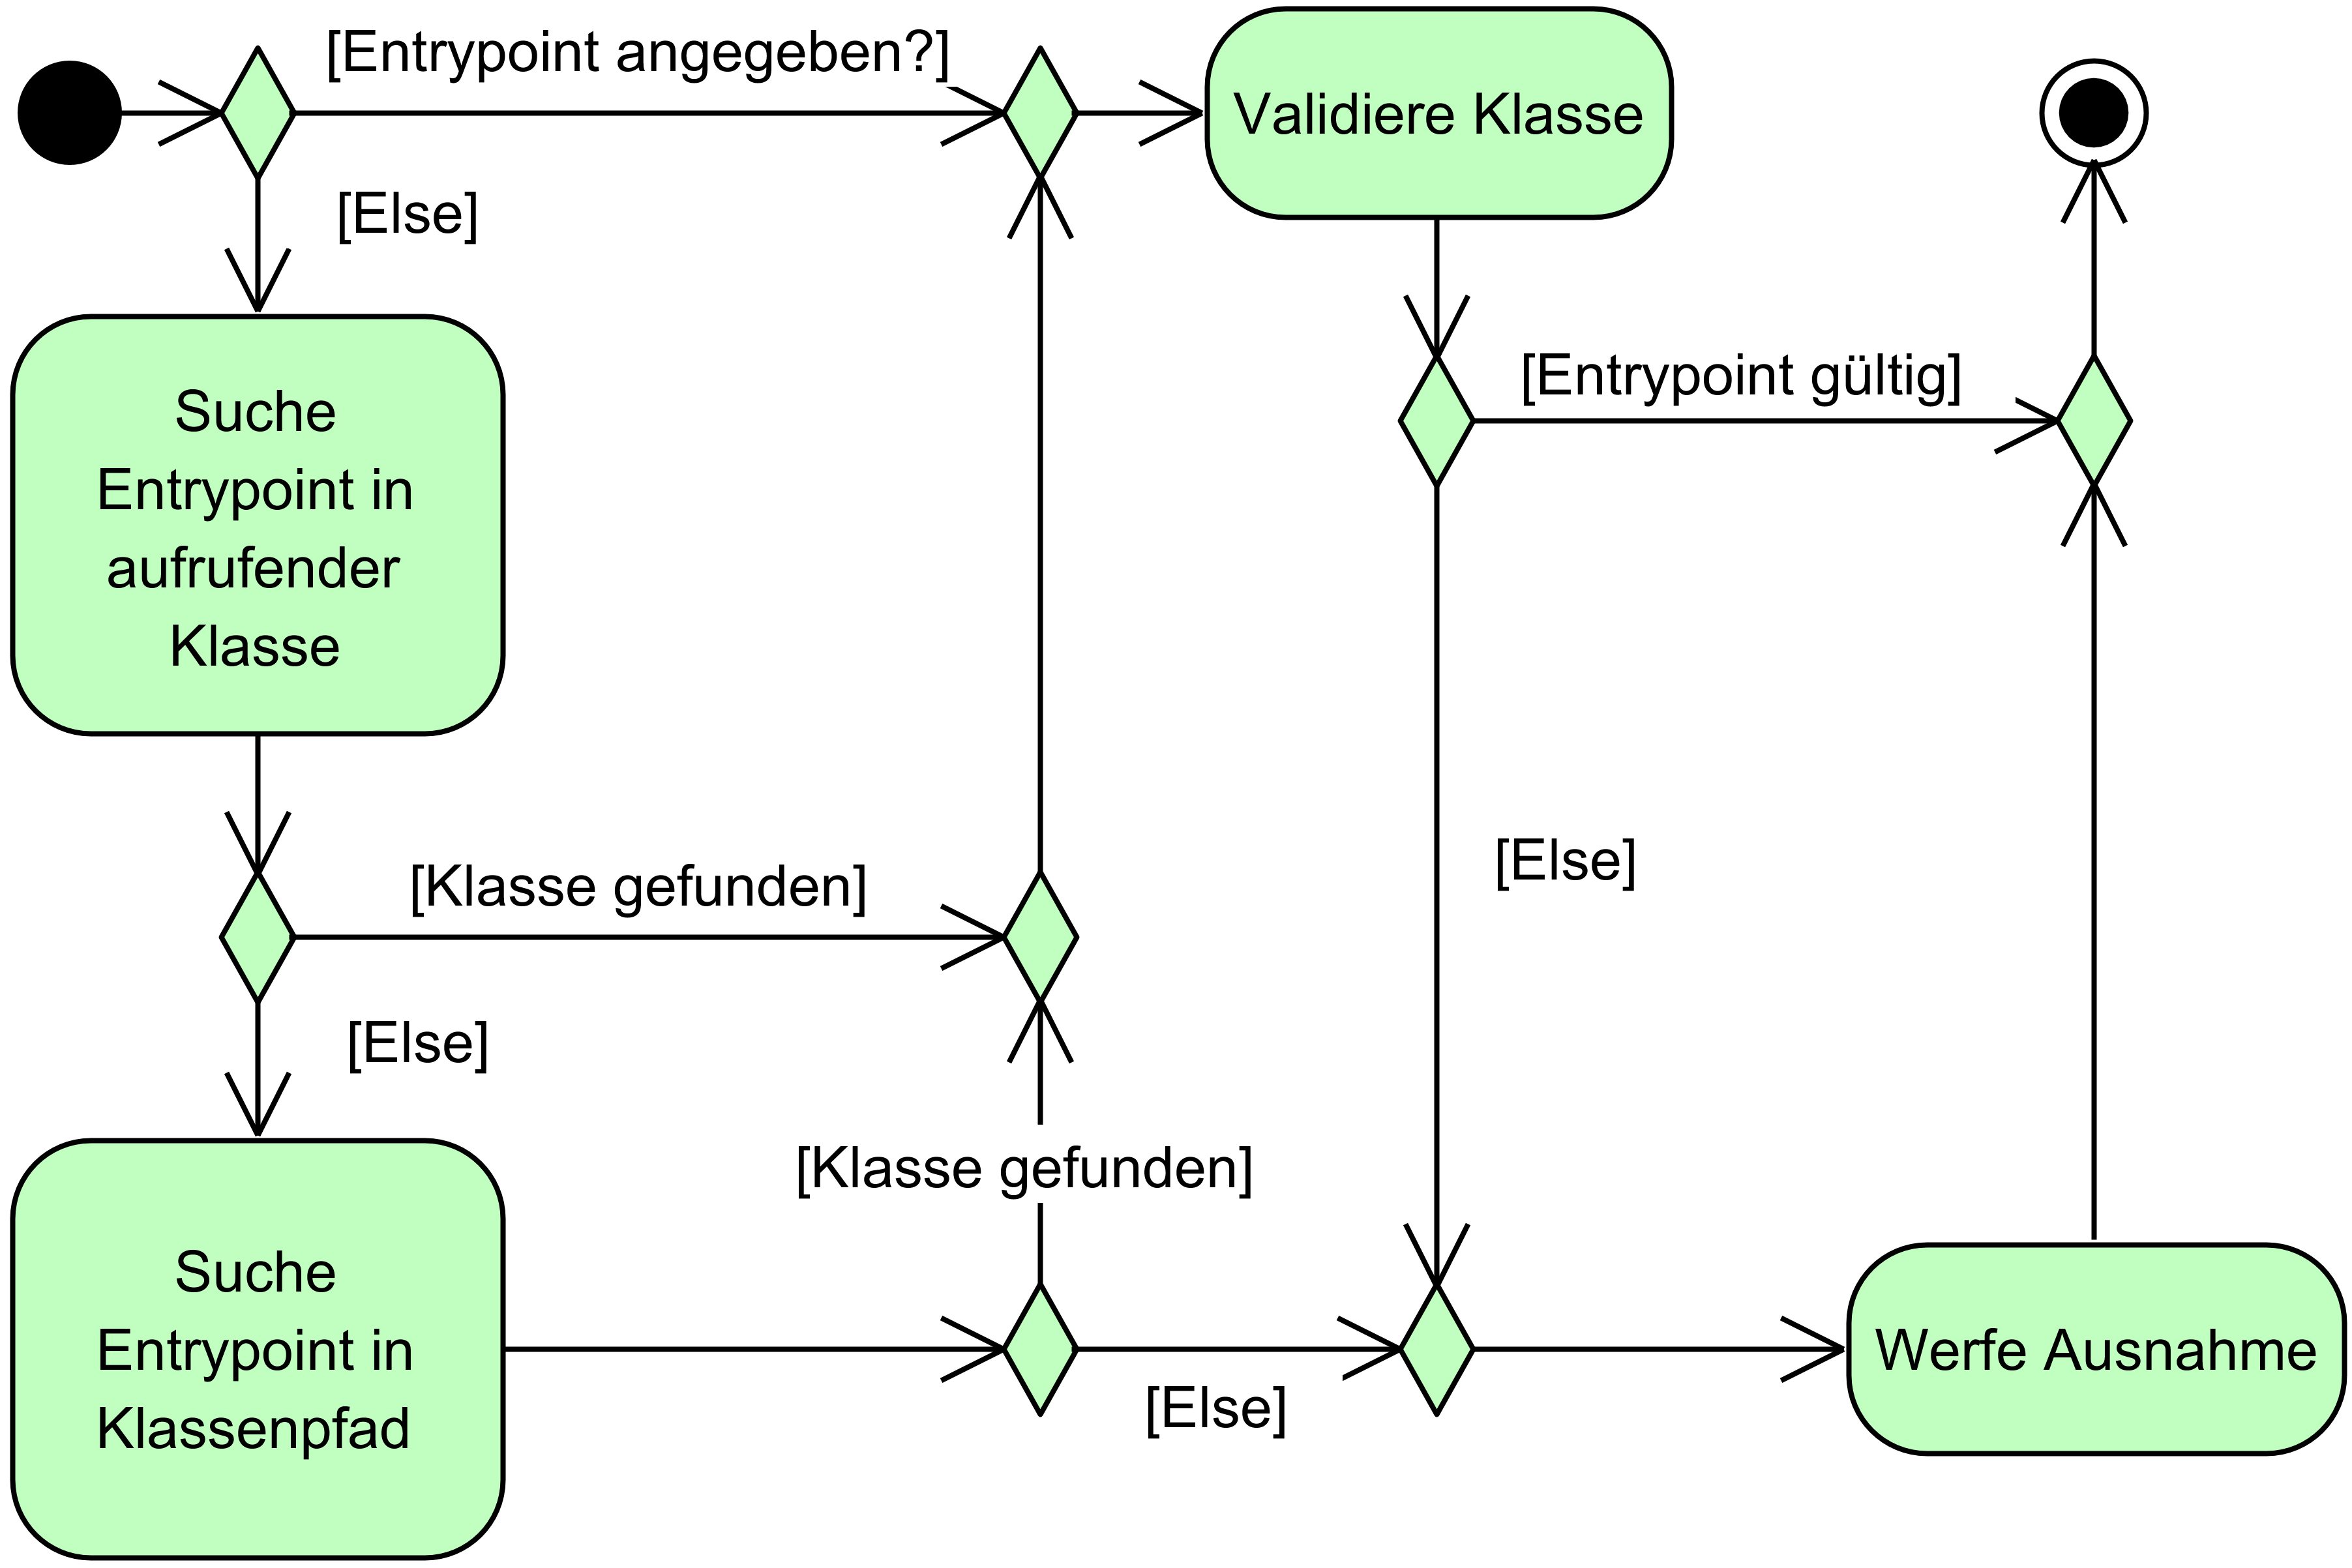 [Entrypoint angegeben?]
Validiere Klasse
[Else]
Suche
Entrypoint in
aufrufender
Klasse
[Entrypoint gültig]
[Klasse gefunden]
[Else]
[Else]
[Klasse gefunden]
Suche
Entrypoint in
Klassenpfad
[Else]
Werfe Ausnahme